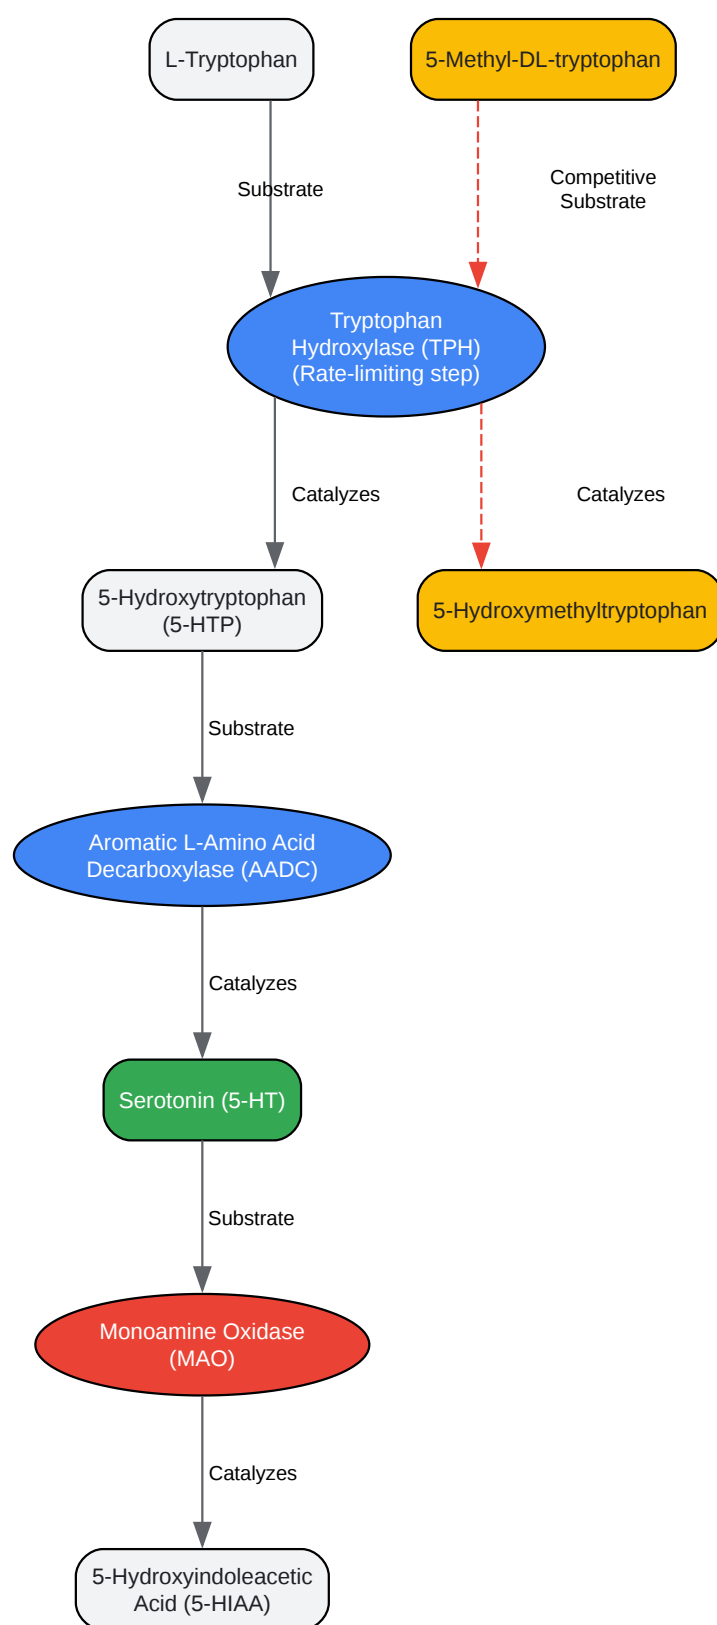 L-Tryptophan
5-Methyl-DL-tryptophan
Substrate
Competitive
Substrate
Tryptophan
Hydroxylase (TPH)
(Rate-limiting step)
Catalyzes
Catalyzes
5-Hydroxytryptophan
(5-HTP)
5-Hydroxymethyltryptophan
Substrate
Aromatic L-Amino Acid
Decarboxylase (AADC)
Catalyzes
Serotonin (5-HT)
Substrate
Monoamine Oxidase
(MAO)
Catalyzes
5-Hydroxyindoleacetic
Acid (5-HIAA)